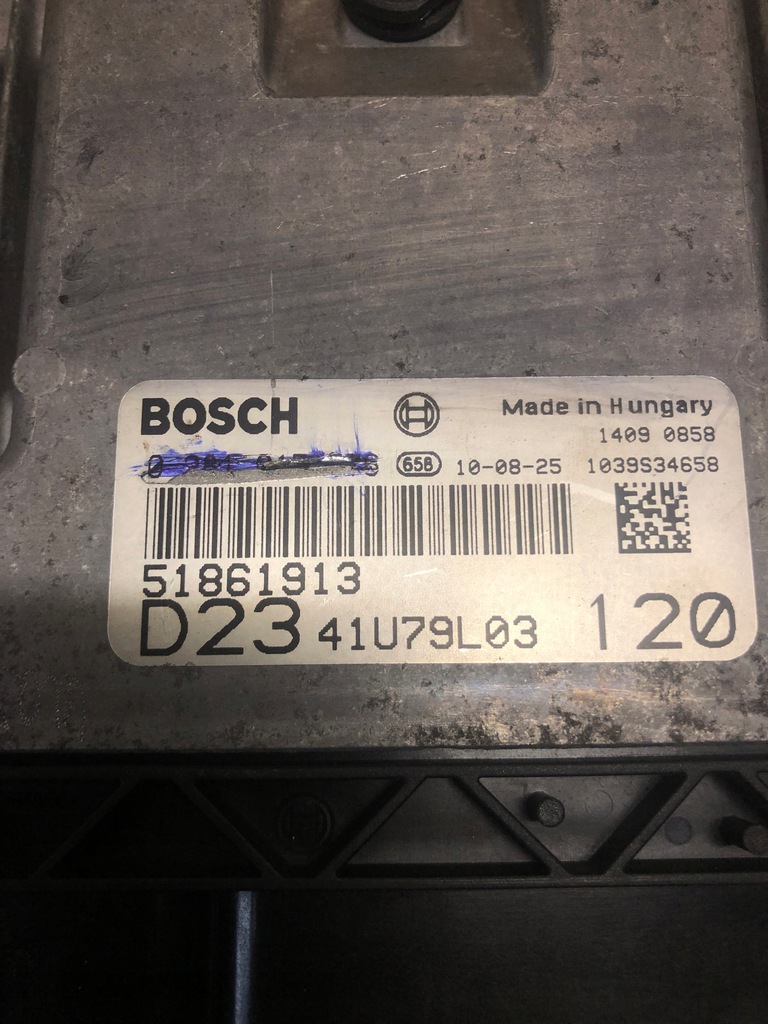 BOSCH
Made in Hungary
1409 0858
658 10-08-25 1039S34658
51861913
D23 41U79L03 120